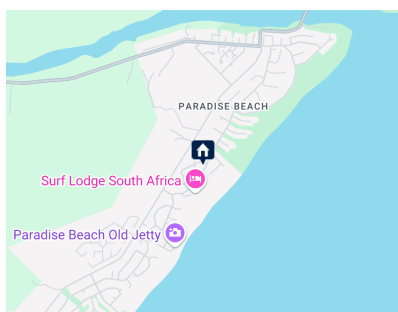 PARADISE BEACH
Surf Lodge South Africa
Paradise Beach Old Jetty